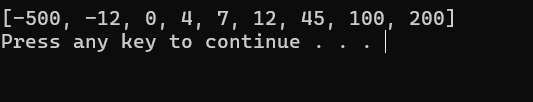 [-500, -12, 0, 4, 7, 12, 45, 100, 200]
Press any key to continue . . .